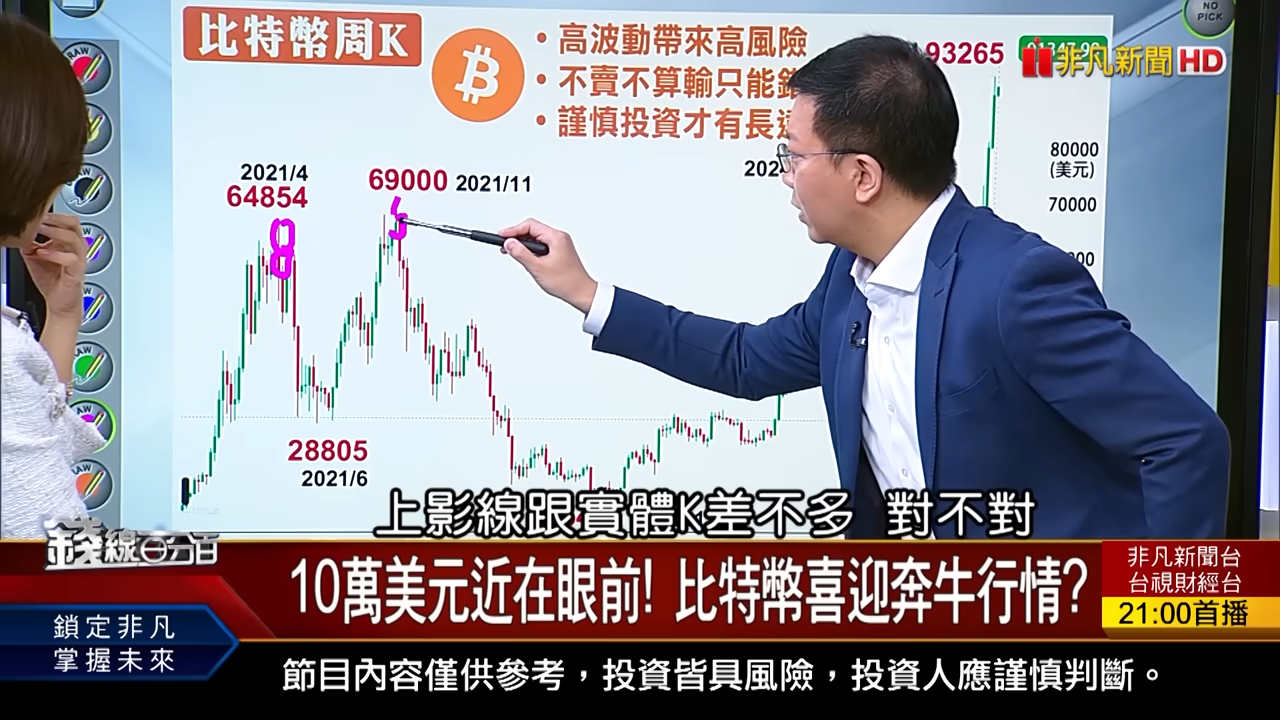 比特幣周K
• 高波動帶來高風險
• 不賣不算輸只能
• 謹慎投資才有長
93265
非凡新聞HD
NO PICK
2021/4
64854
69000 2021/11
80000
(美元)
70000
28805
2021/6
上影線跟實體K差不多 對不對
錢線百分百
10萬美元近在眼前! 比特幣喜迎奔牛行情?
非凡新聞台
台視財經台
21:00首播
鎖定非凡
掌握未來
節目內容僅供參考，投資皆具風險，投資人應謹慎判斷。